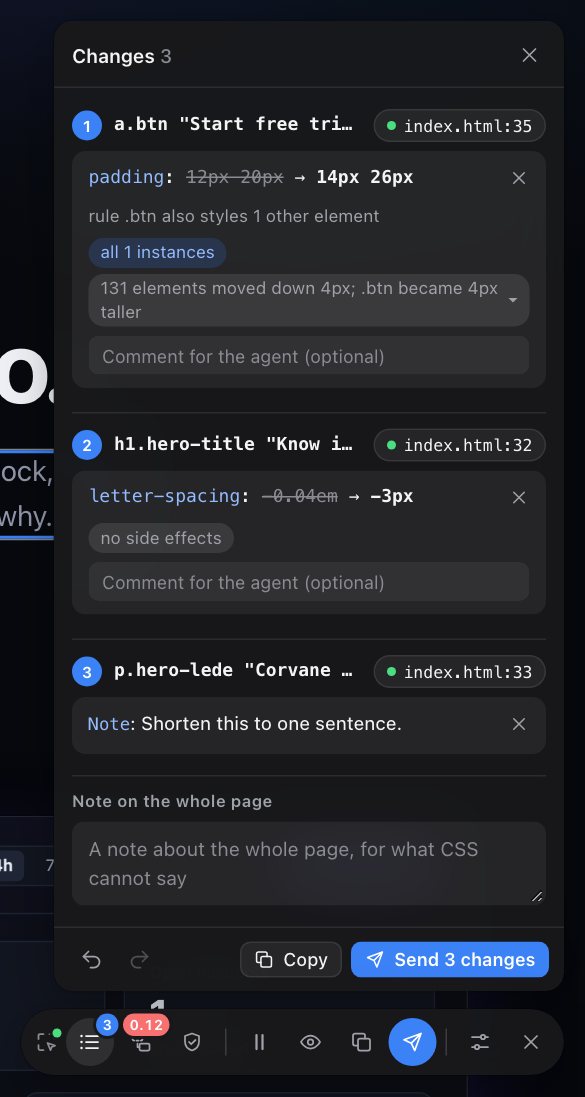 Changes 3
1 a.btn "Start free tri… index.html:35
padding: 12px 20px → 14px 26px
rule .btn also styles 1 other element
all 1 instances
131 elements moved down 4px; .btn became 4px
taller
Comment for the agent (optional)
o.
2 h1.hero-title "Know i… index.html:32
ock,
letter-spacing: -0.04em → -3px
why.
no side effects
Comment for the agent (optional)
3 p.hero-lede "Corvane … index.html:33
Note: Shorten this to one sentence.
Note on the whole page
A note about the whole page, for what CSS
cannot say
4h 7
Copy
Send 3 changes
3 0.12